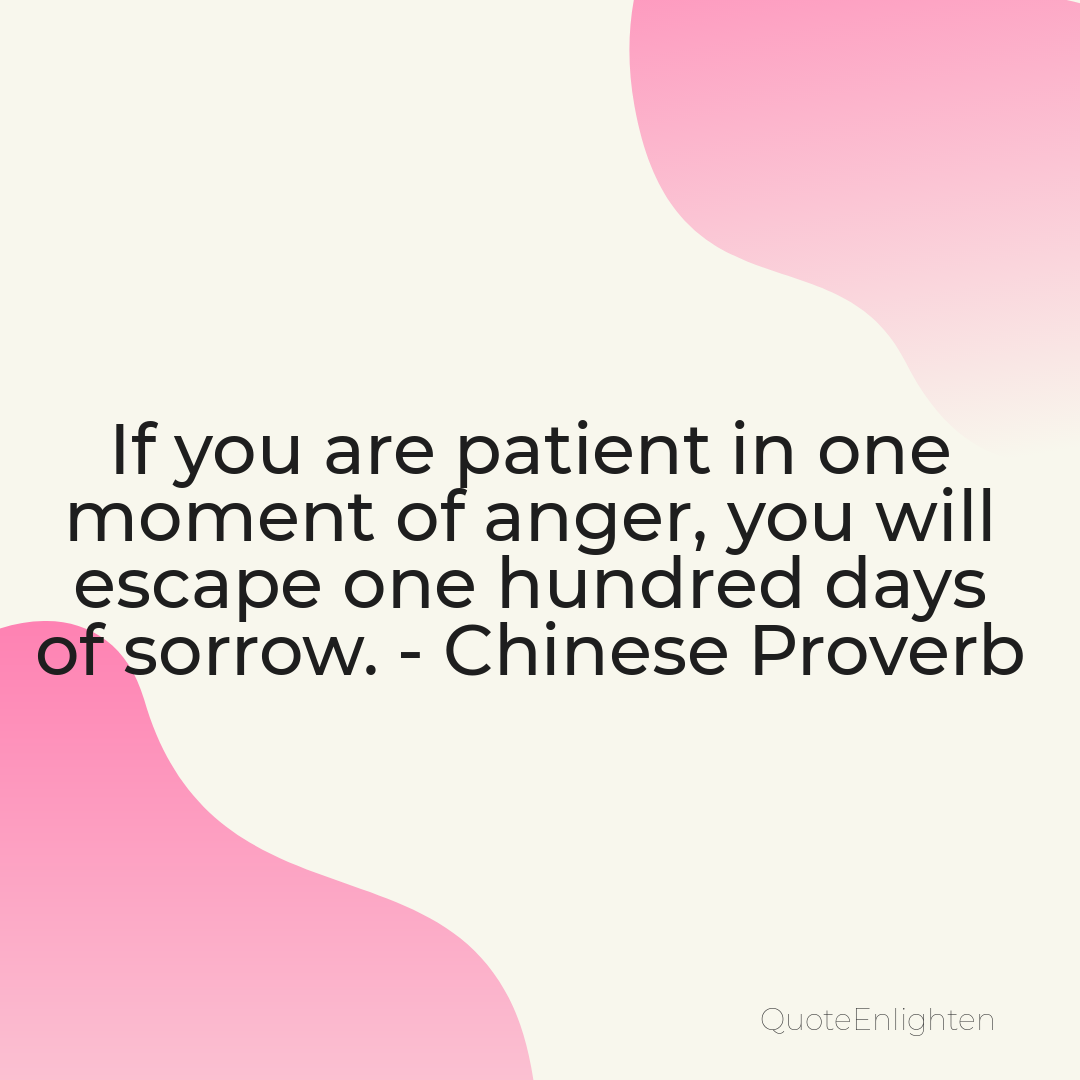 If you are patient in one
moment of anger, you will
escape one hundred days
of sorrow. - Chinese Proverb
QuoteEnlighten